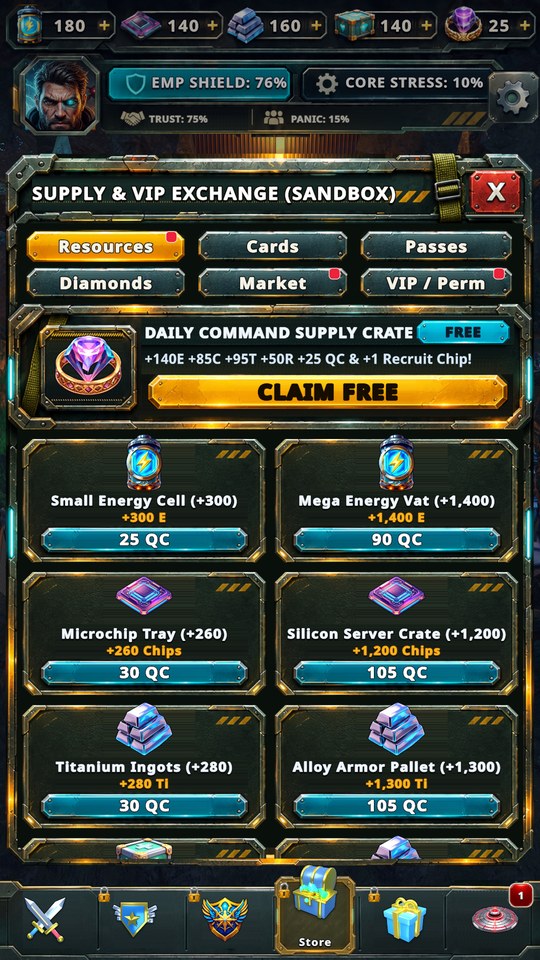 180 + 140 + 160 + 140 + 25 +
EMP SHIELD: 76% CORE STRESS: 10%
TRUST: 75% PANIC: 15%
SUPPLY & VIP EXCHANGE (SANDBOX) X
Resources Cards Passes
Diamonds Market VIP / Perm
DAILY COMMAND SUPPLY CRATE FREE
+140E +85C +95T +50R +25 QC & +1 Recruit Chip!
CLAIM FREE
Small Energy Cell (+300) Mega Energy Vat (+1,400)
+300 E +1,400 E
25 QC 90 QC
Microchip Tray (+260) Silicon Server Crate (+1,200)
+260 Chips +1,200 Chips
30 QC 105 QC
Titanium Ingots (+280) Alloy Armor Pallet (+1,300)
+280 Ti +1,300 Ti
30 QC 105 QC
1
Store